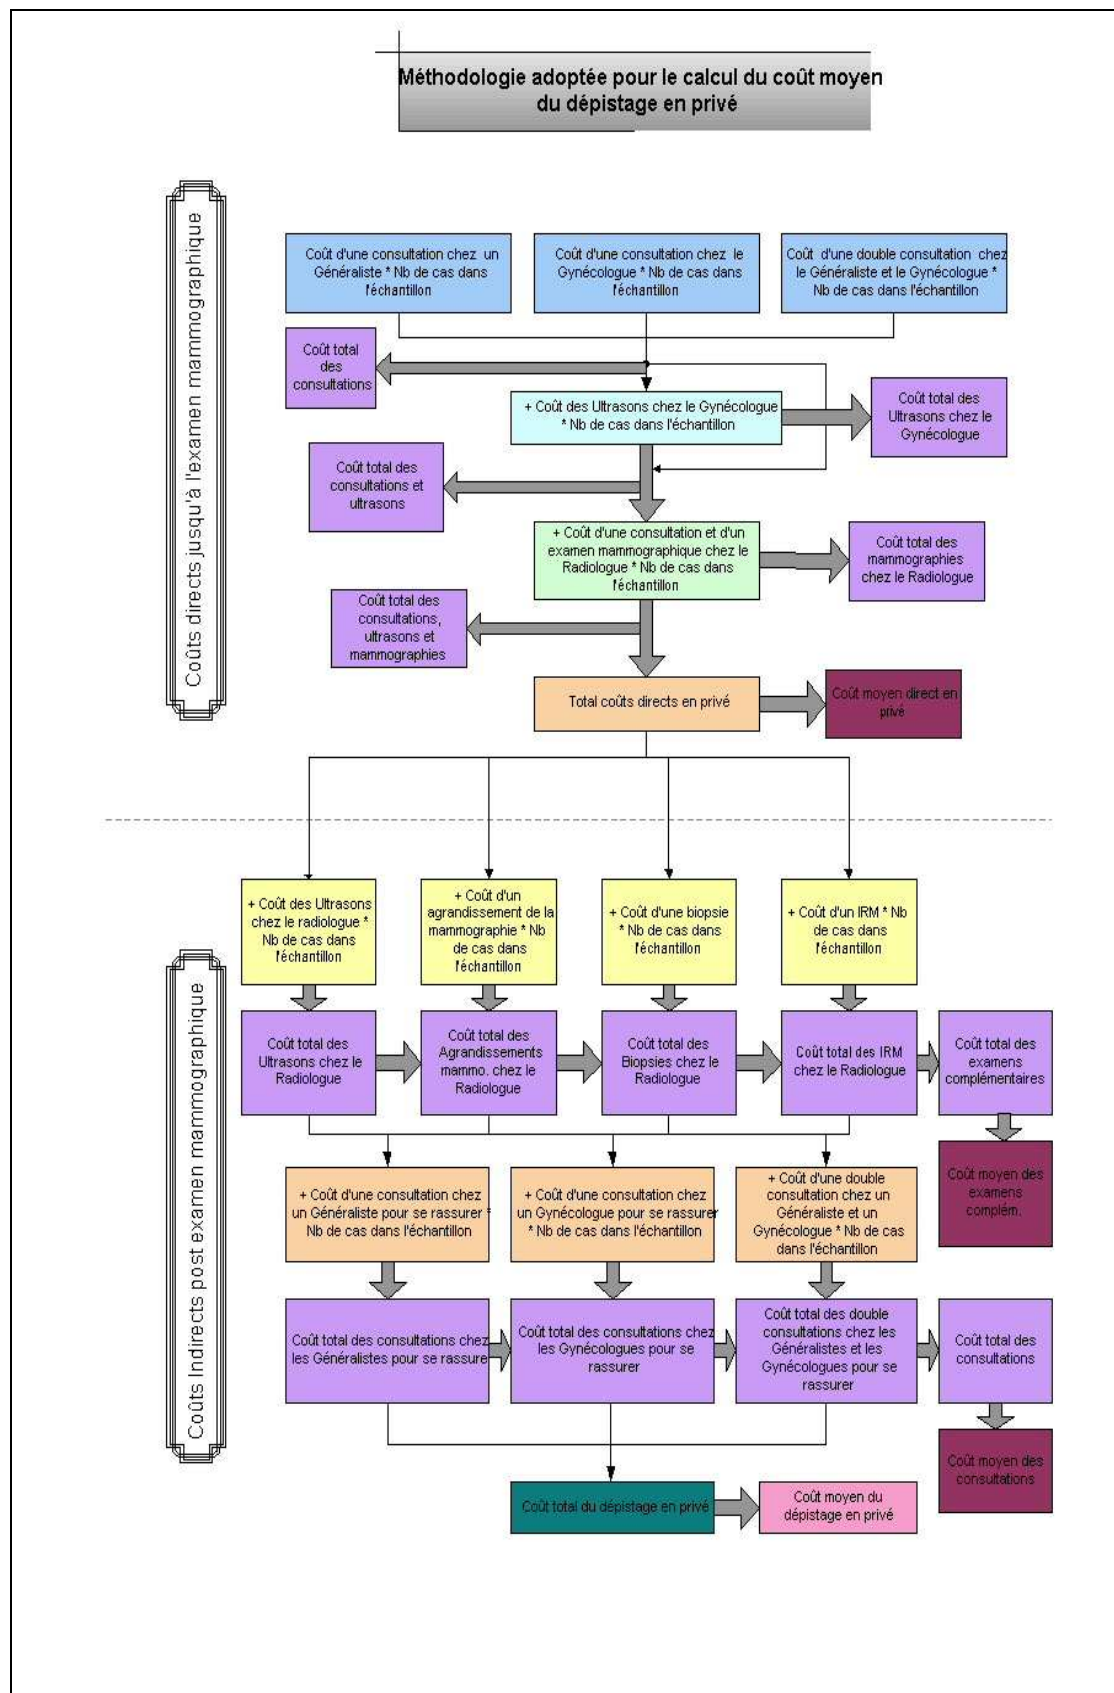 Méthodologie adoptée pour le calcul du coût moyen
du dépistage en privé
Coûts directs jusqu'à l'examen mammographique
Coût d'une consultation chez un
Généraliste * Nb de cas dans
l'échantillon
Coût d'une consultation chez le
Gynécologue * Nb de cas dans
l'échantillon
Coût d'une double consultation chez
le Généraliste et le Gynécologue *
Nb de cas dans l'échantillon
Coût total
des
consultations
+ Coût des Ultrasons chez le Gynécologue
* Nb de cas dans l'échantillon
Coût total des
Ultrasons chez le
Gynécologue
Coût total des
consultations et
ultrasons
+ Coût d'une consultation et d'un
examen mammographique chez le
Radiologue * Nb de cas dans
l'échantillon
Coût total des
mammographies
chez le Radiologue
Coût total des
consultations,
ultrasons et
mammographies
Total coûts directs en privé
Coût moyen direct en
privé
Coûts Indirects post examen mammographique
+ Coût des Ultrasons
chez le radiologue *
Nb de cas dans
l'échantillon
+ Coût d'un
agrandissement de la
mammographie * Nb
de cas dans
l'échantillon
+ Coût d'une biopsie
* Nb de cas dans
l'échantillon
+ Coût d'un IRM * Nb
de cas dans
l'échantillon
Coût total des
Ultrasons chez le
Radiologue
Coût total des
Agrandissements
mammo. chez le
Radiologue
Coût total des
Biopsies chez le
Radiologue
Coût total des IRM
chez le Radiologue
Coût total des
examens
complémentaires
Coût moyen des
examens
complém.
+ Coût d'une consultation chez
un Généraliste pour se rassurer *
Nb de cas dans l'échantillon
+ Coût d'une consultation chez
un Gynécologue pour se rassurer
* Nb de cas dans l'échantillon
+ Coût d'une double
consultation chez un
Généraliste et un
Gynécologue * Nb de cas
dans l'échantillon
Coût total des consultations chez
les Généralistes pour se rassure
Coût total des consultations chez
les Gynécologues pour se
rassurer
Coût total des double
consultations chez les
Généralistes et les
Gynécologues pour se
rassurer
Coût total des
consultations
Coût moyen des
consultations
Coût total du dépistage en privé
Coût moyen du
dépistage en privé